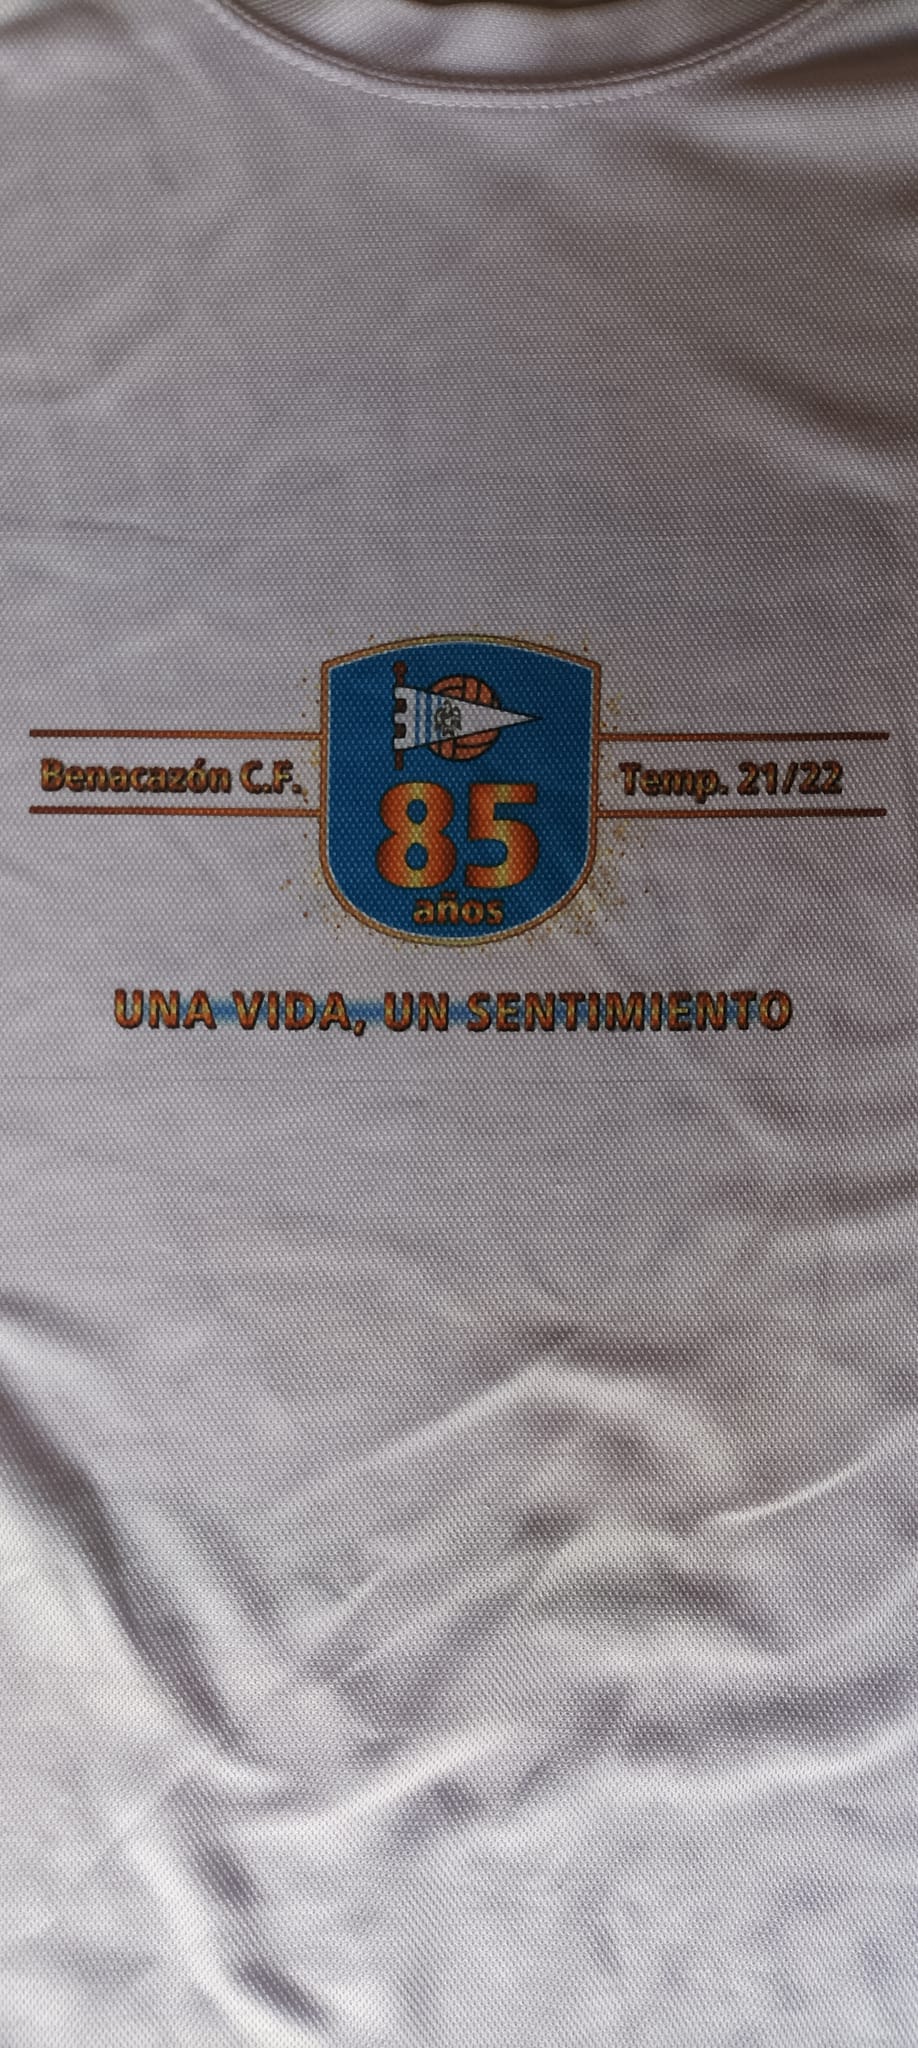 Benacazón C.F.
85
años
Temp. 21/22
UNA VIDA, UN SENTIMIENTO